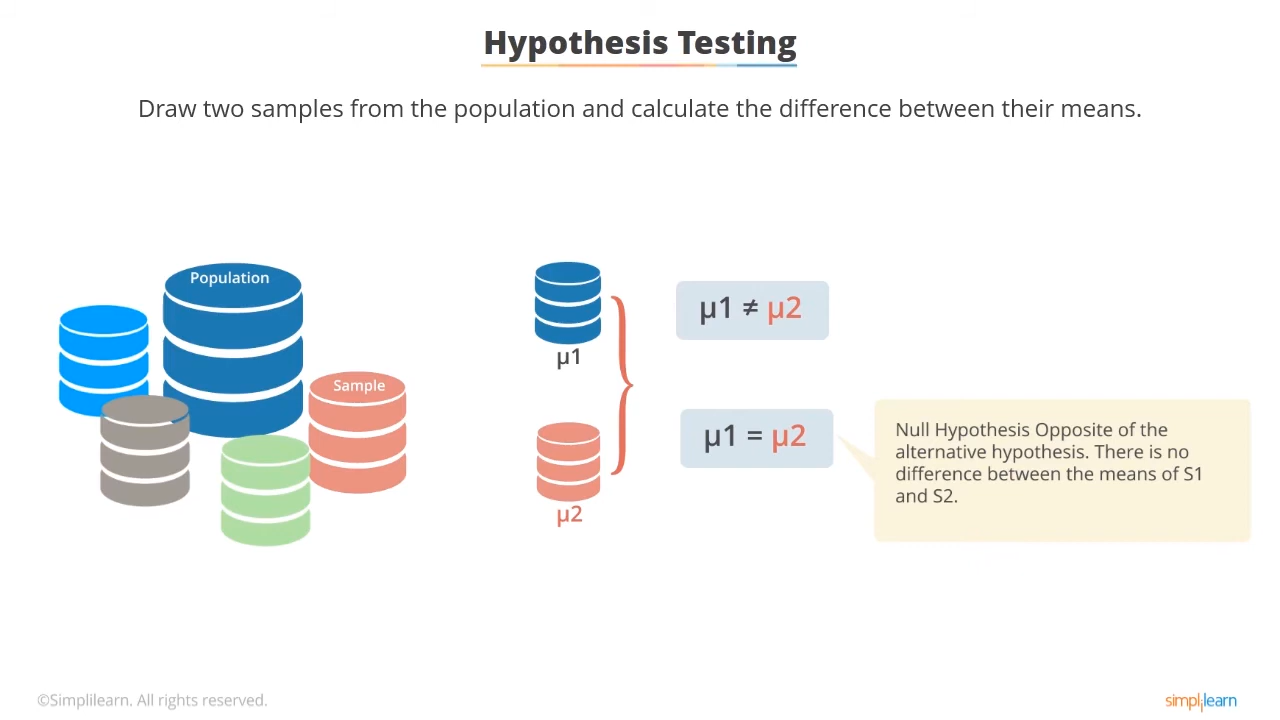 Hypothesis Testing
Draw two samples from the population and calculate the difference between their means.
Population
Sample
µ1
µ2
µ1 ≠ µ2
µ1 = µ2
Null Hypothesis Opposite of the
alternative hypothesis. There is no
difference between the means of S1
and S2.
©Simplilearn. All rights reserved.
simplilearn